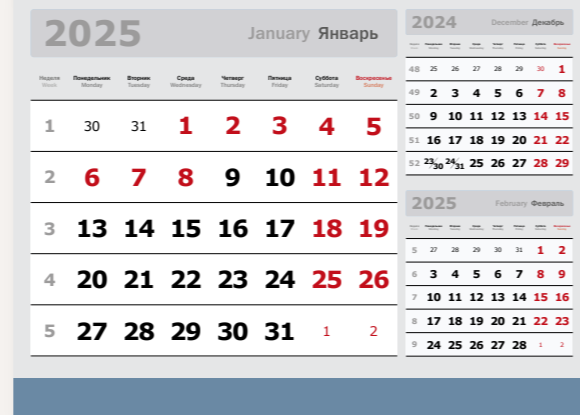 2025 January Январь
Неделя Понедельник Вторник Среда Четверг Пятница Суббота Воскресенье
Week Monday Tuesday Wednesday Thursday Friday Saturday Sunday
1 30 31 1 2 3 4 5
2 6 7 8 9 10 11 12
3 13 14 15 16 17 18 19
4 20 21 22 23 24 25 26
5 27 28 29 30 31 1 2
2024 December Декабрь
48 25 26 27 28 29 30 1
49 2 3 4 5 6 7 8
50 9 10 11 12 13 14 15
51 16 17 18 19 20 21 22
52 23/30 24/31 25 26 27 28 29
2025 February Февраль
5 27 28 29 30 31 1 2
6 3 4 5 6 7 8 9
7 10 11 12 13 14 15 16
8 17 18 19 20 21 22 23
9 24 25 26 27 28 1 2